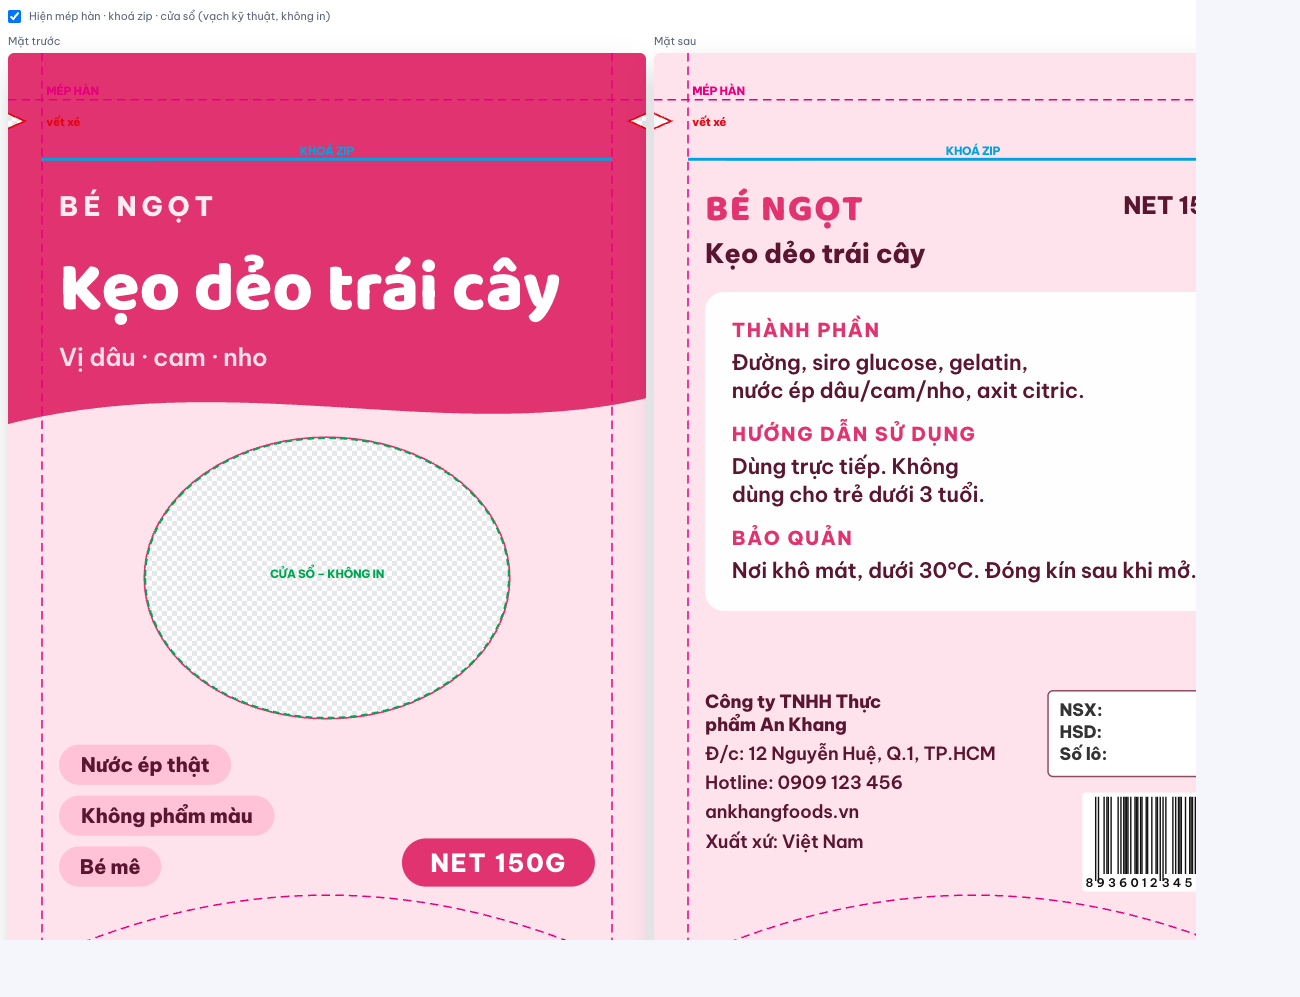 Hiện mép hàn · khoá zip · cửa sổ (vạch kỹ thuật, không in)
Mặt trước
MÉP HÀN
vết xé
KHOÁ ZIP
BÉ NGỌT
Kẹo dẻo trái cây
Vị dâu · cam · nho
CỬA SỔ – KHÔNG IN
Nước ép thật
Không phẩm màu
Bé mê
NET 150G
Mặt sau
MÉP HÀN
vết xé
KHOÁ ZIP
BÉ NGỌT
NET 15
Kẹo dẻo trái cây
THÀNH PHẦN
Đường, siro glucose, gelatin,
nước ép dâu/cam/nho, axit citric.
HƯỚNG DẪN SỬ DỤNG
Dùng trực tiếp. Không
dùng cho trẻ dưới 3 tuổi.
BẢO QUẢN
Nơi khô mát, dưới 30°C. Đóng kín sau khi mở.
Công ty TNHH Thực
phẩm An Khang
Đ/c: 12 Nguyễn Huệ, Q.1, TP.HCM
Hotline: 0909 123 456
ankhangfoods.vn
Xuất xứ: Việt Nam
NSX:
HSD:
Số lô:
8936012345